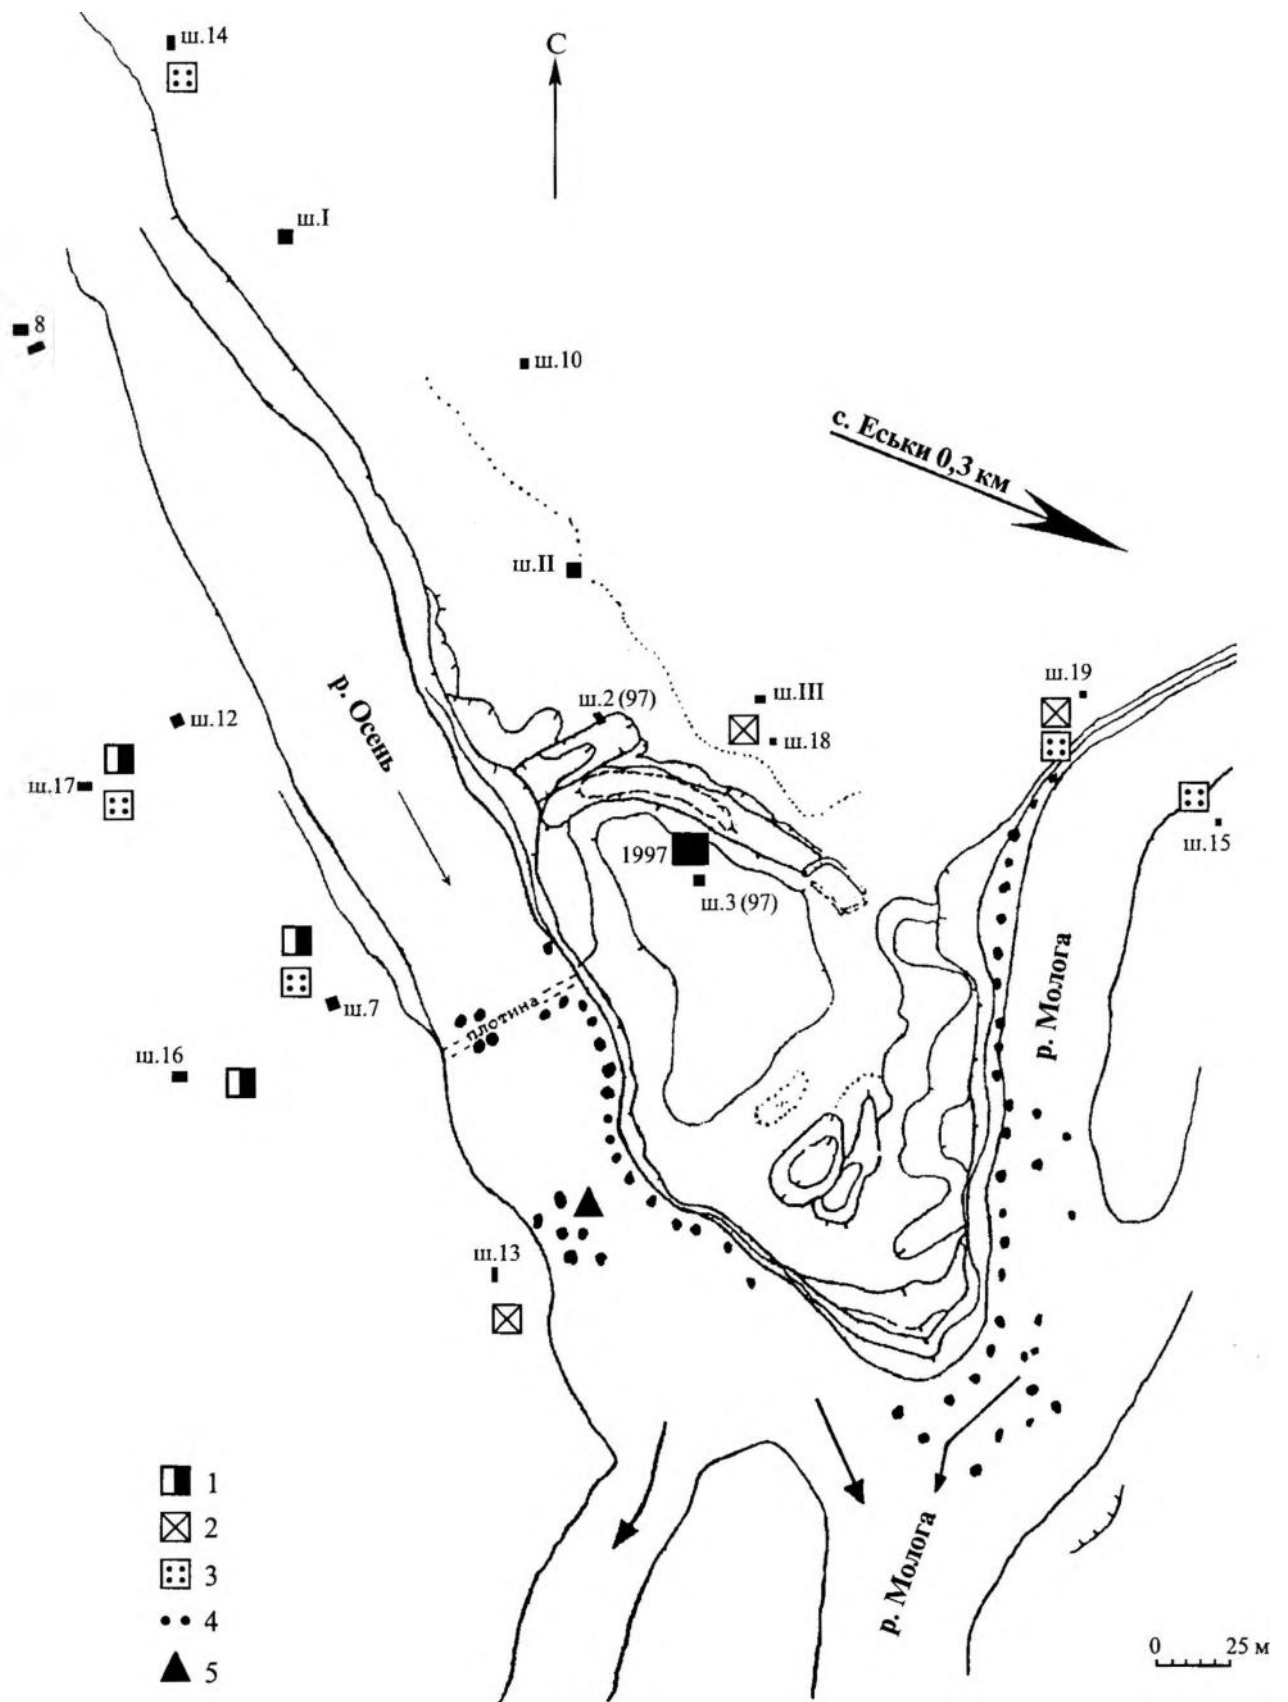 ш.14
С
ш.I
8
ш.10
с. Еськи 0,3 км
ш.II
р. Осень
ш.2 (97)
ш.III
ш.19
ш.12
ш.18
ш.17
ш.15
1997
ш.3 (97)
р. Молога
ш.7
плотина
ш.16
ш.13
1
2
3
4
5
р. Молога
0 25 м